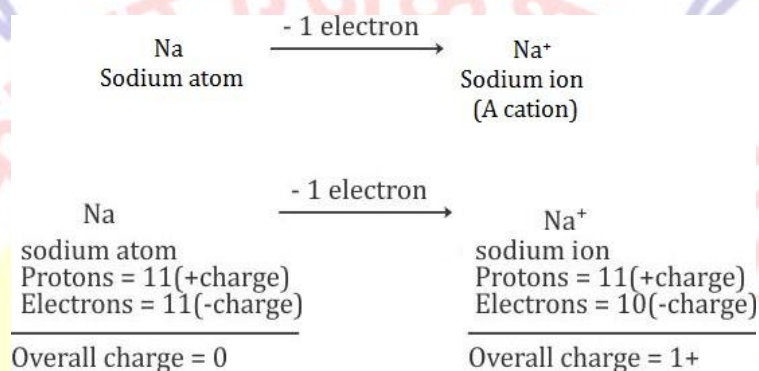 - 1 electron
Na Na⁺
Sodium atom Sodium ion
(A cation)
- 1 electron
Na Na⁺
sodium atom sodium ion
Protons = 11(+charge) Protons = 11(+charge)
Electrons = 11(-charge) Electrons = 10(-charge)
Overall charge = 0 Overall charge = 1+